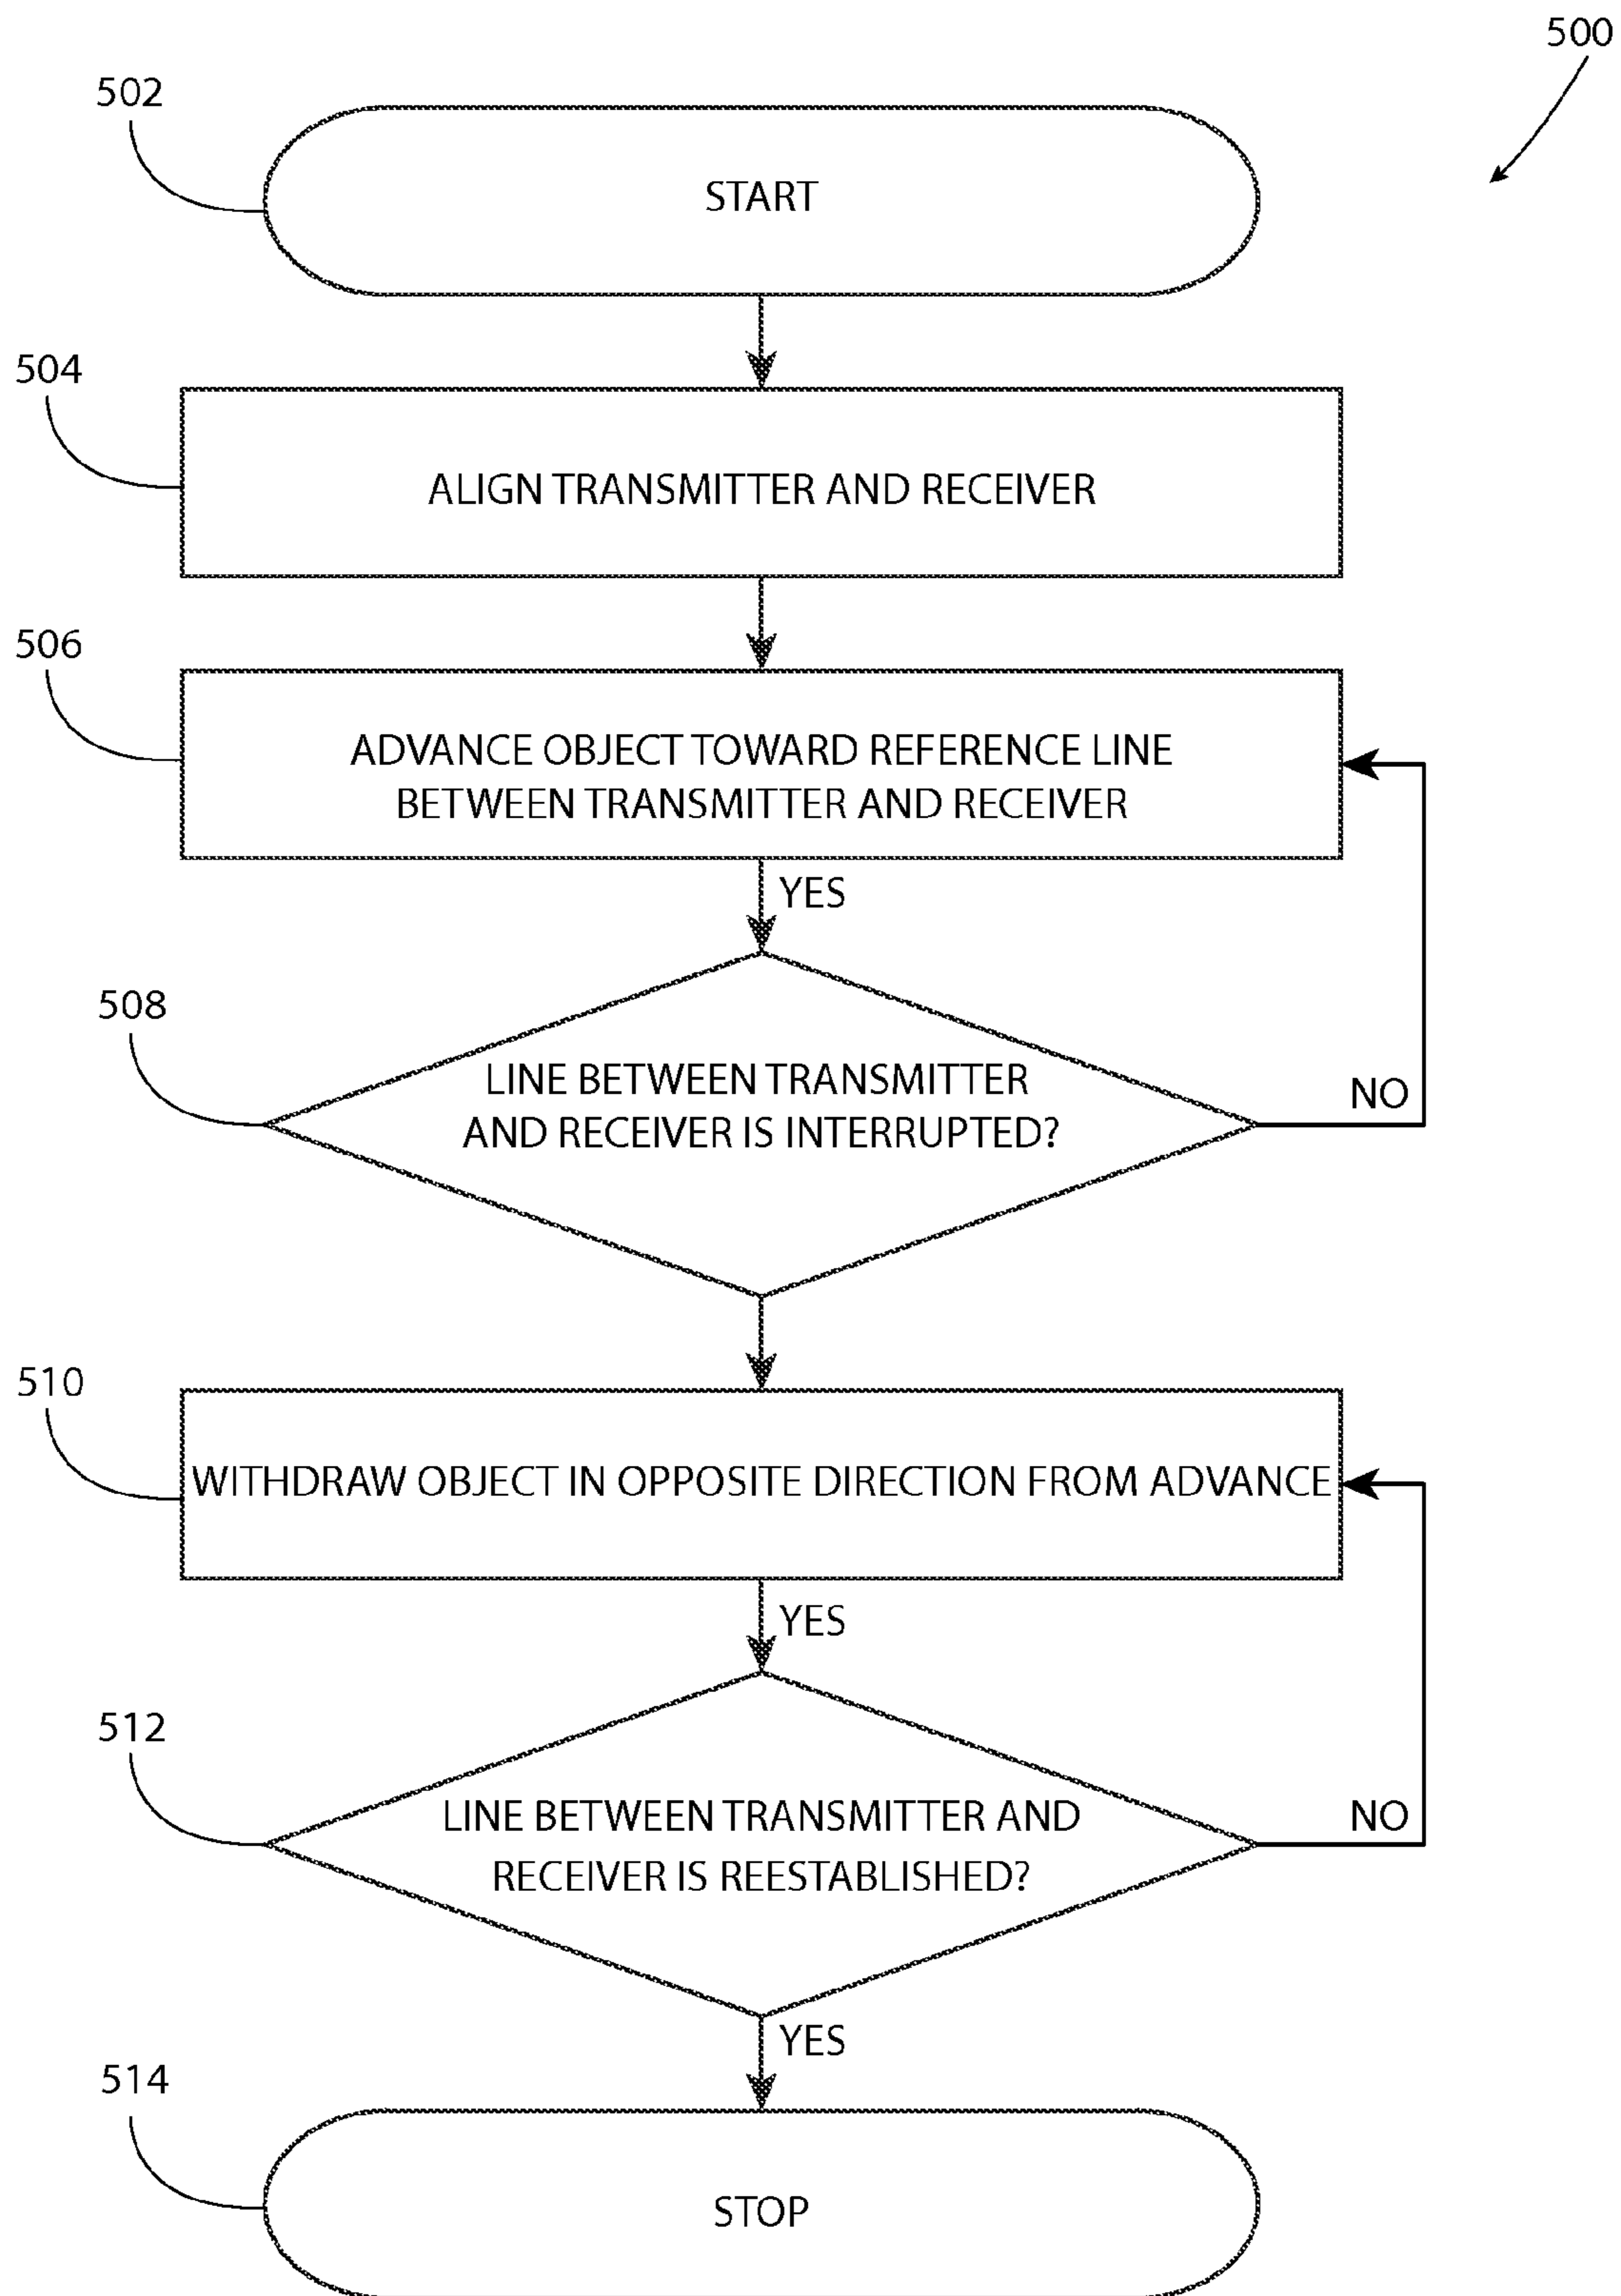 500
502
START
504
ALIGN TRANSMITTER AND RECEIVER
506
ADVANCE OBJECT TOWARD REFERENCE LINE
BETWEEN TRANSMITTER AND RECEIVER
YES
508
LINE BETWEEN TRANSMITTER
AND RECEIVER IS INTERRUPTED?
NO
510
WITHDRAW OBJECT IN OPPOSITE DIRECTION FROM ADVANCE
YES
512
LINE BETWEEN TRANSMITTER AND
RECEIVER IS REESTABLISHED?
NO
YES
514
STOP